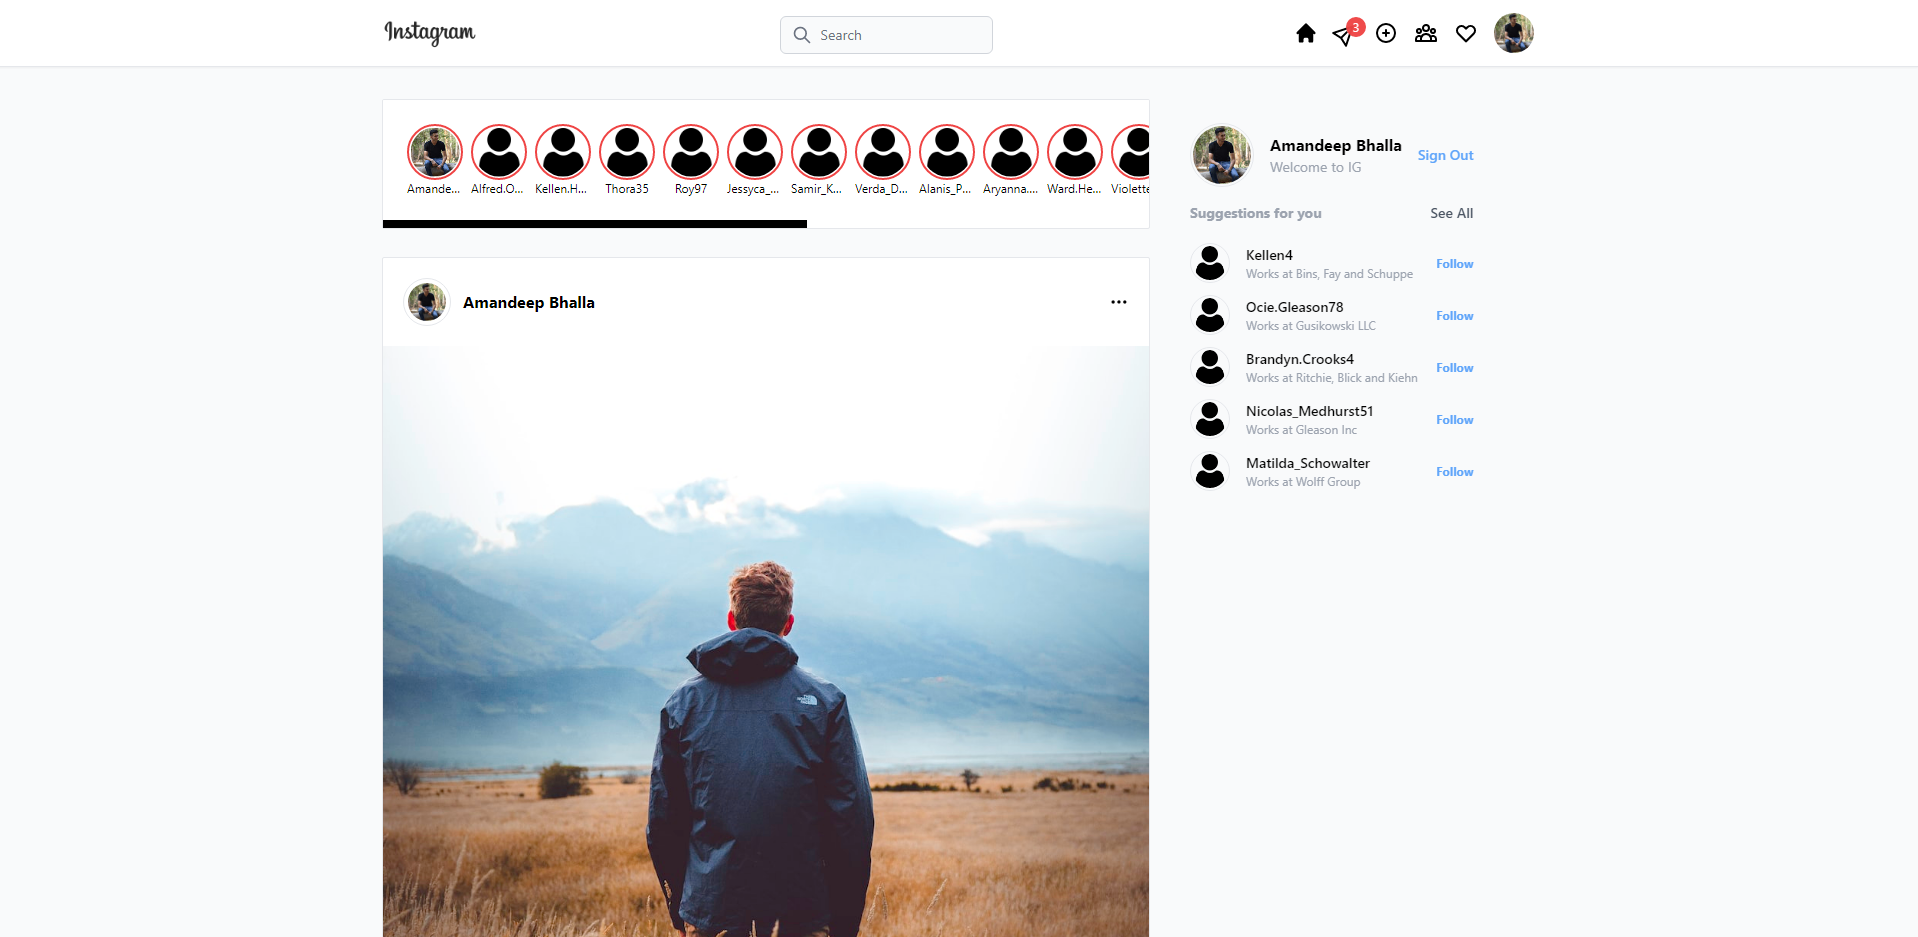 Instagram
Search
3
Amande...
Alfred.O...
Kellen.H...
Thora35
Roy97
Jessyca_...
Samir_K...
Verda_D...
Alanis_P...
Aryanna....
Ward.He...
Violette
Amandeep Bhalla
Welcome to IG
Sign Out
Suggestions for you
See All
Kellen4
Works at Bins, Fay and Schuppe
Follow
Ocie.Gleason78
Works at Gusikowski LLC
Follow
Brandyn.Crooks4
Works at Ritchie, Blick and Kiehn
Follow
Nicolas_Medhurst51
Works at Gleason Inc
Follow
Matilda_Schowalter
Works at Wolff Group
Follow
Amandeep Bhalla